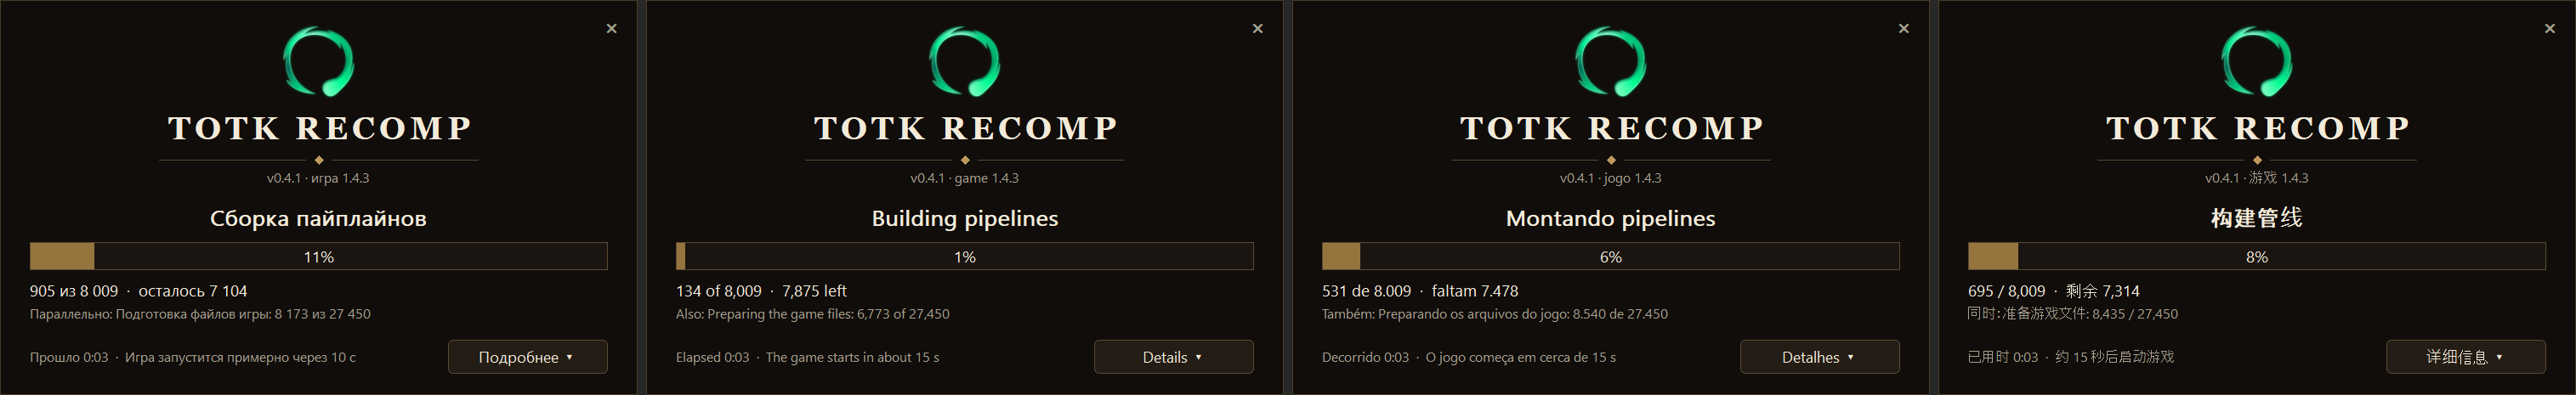 ×
TOTK RECOMP
v0.4.1 · игра 1.4.3
Сборка пайплайнов
11%
905 из 8 009 · осталось 7 104
Параллельно: Подготовка файлов игры: 8 173 из 27 450
Прошло 0:03 · Игра запустится примерно через 10 с
Подробнее ▾
×
TOTK RECOMP
v0.4.1 · game 1.4.3
Building pipelines
1%
134 of 8,009 · 7,875 left
Also: Preparing the game files: 6,773 of 27,450
Elapsed 0:03 · The game starts in about 15 s
Details ▾
×
TOTK RECOMP
v0.4.1 · jogo 1.4.3
Montando pipelines
6%
531 de 8.009 · faltam 7.478
Também: Preparando os arquivos do jogo: 8.540 de 27.450
Decorrido 0:03 · O jogo começa em cerca de 15 s
Detalhes ▾
×
TOTK RECOMP
v0.4.1 · 游戏 1.4.3
构建管线
8%
695 / 8,009 · 剩余 7,314
同时: 准备游戏文件: 8,435 / 27,450
已用时 0:03 · 约 15 秒后启动游戏
详细信息 ▾